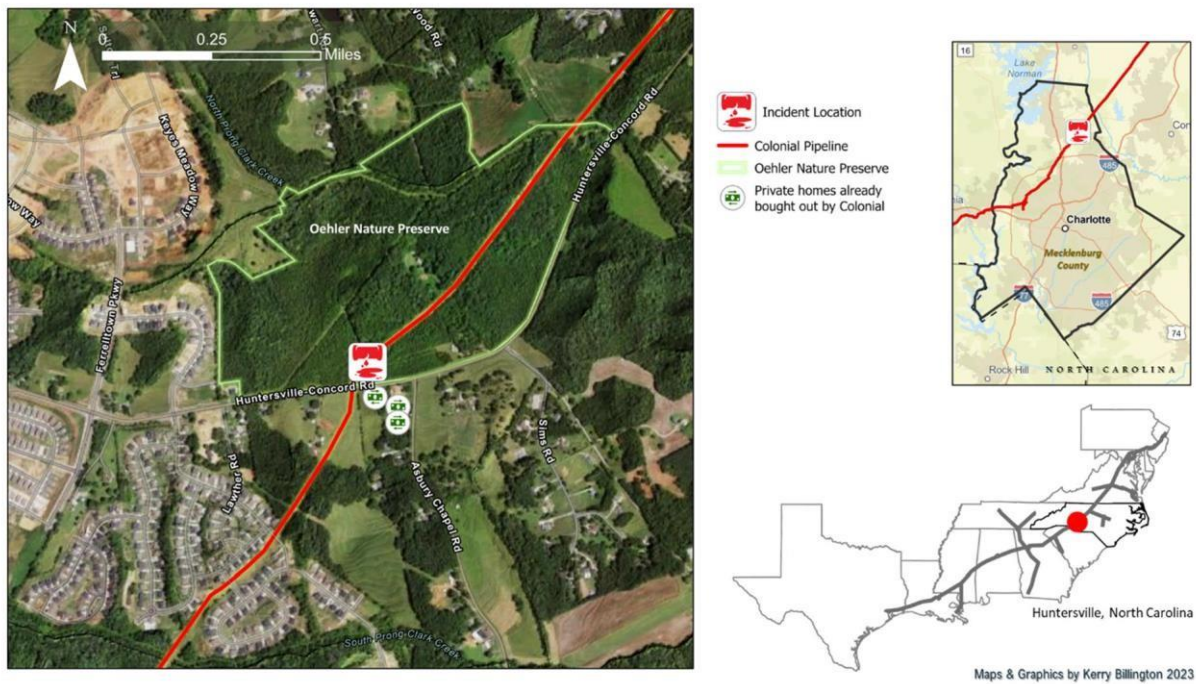 N
0
0.25
0.5
Miles
Keyes Meadow Way
North Prong Clark Creek
Huntersville-Concord Rd
Oehler Nature Preserve
Ferrelltown Pkwy
Huntersville-Concord Rd
Lawther Rd
Asbury Chapel Rd
Sims Rd
South Prong Clark Creek
Incident Location
Colonial Pipeline
Oehler Nature Preserve
Private homes already
bought out by Colonial
16
Lake
Norman
485
Charlotte
Mecklenburg
County
77
485
74
Rock Hill
NORTH CAROLINA
Huntersville, North Carolina
Maps & Graphics by Kerry Billington 2023